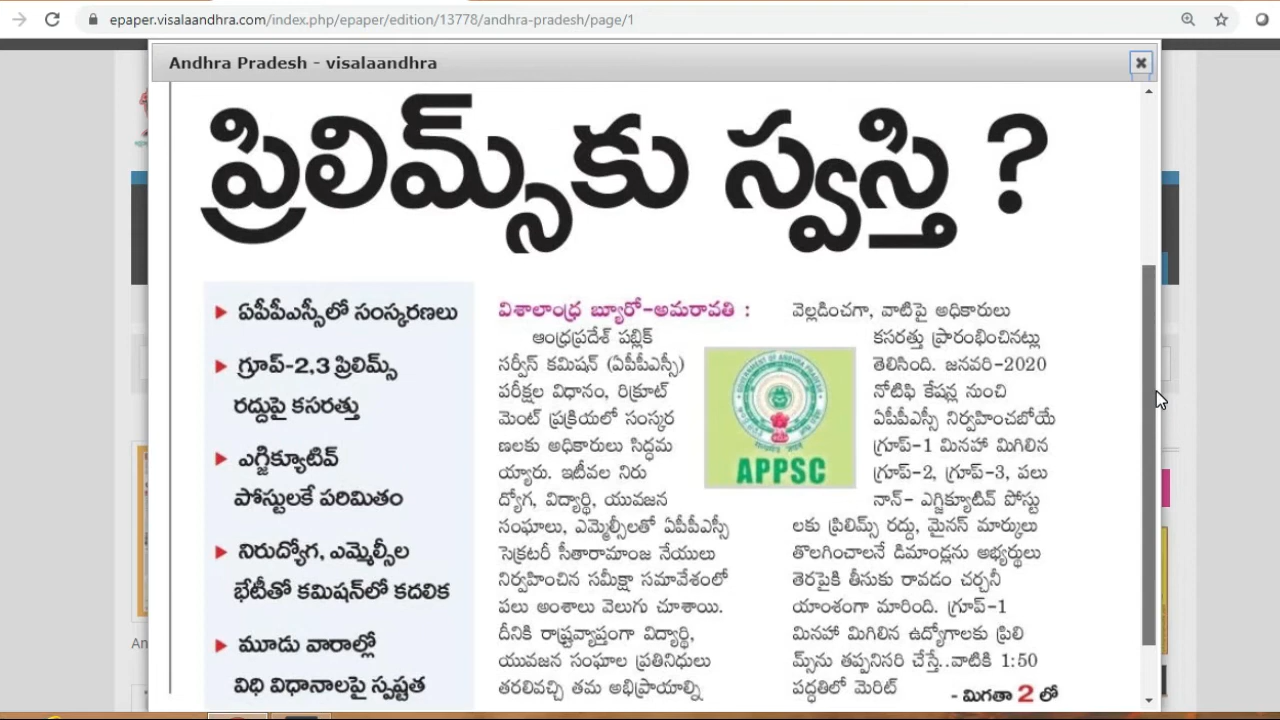 epaper.visalaandhra.com/index.php/epaper/edition/13778/andhra-pradesh/page/1
Andhra Pradesh - visalaandhra
ప్రిలిమ్స్‌కు స్వస్తి ?
ఏపీపీఎస్సీలో సంస్కరణలు
గ్రూప్-2,3 ప్రిలిమ్స్
రద్దుపై కసరత్తు
ఎగ్జిక్యూటివ్
పోస్టులకే పరిమితం
నిరుద్యోగ, ఎమ్మెల్సీల
భేటీతో కమిషన్‌లో కదలిక
మూడు వారాల్లో
విధి విధానాలపై స్పష్టత
విశాలాంధ్ర బ్యూరో-అమరావతి :
ఆంధ్రప్రదేశ్ పబ్లిక్
సర్వీస్ కమిషన్ (ఏపీపీఎస్సీ)
పరీక్షల విధానం, రిక్రూట్
మెంట్ ప్రక్రియలో సంస్కర
ణలకు అధికారులు సిద్ధమ
య్యారు. ఇటీవల నిరు
ద్యోగ, విద్యార్థి, యువజన
సంఘాలు, ఎమ్మెల్సీలతో ఏపీపీఎస్సీ
సెక్రటరీ సీతారామాంజ నేయులు
నిర్వహించిన సమీక్షా సమావేశంలో
పలు అంశాలు వెలుగు చూశాయి.
దీనికి రాష్ట్రవ్యాప్తంగా విద్యార్థి,
యువజన సంఘాల ప్రతినిధులు
తరలివచ్చి తమ అభిప్రాయాల్ని
APPSC
వెల్లడించగా, వాటిపై అధికారులు
కసరత్తు ప్రారంభించినట్లు
తెలిసింది. జనవరి-2020
నోటిఫి కేషన్ల నుంచి
ఏపీపీఎస్సీ నిర్వహించబోయే
గ్రూప్-1 మినహా మిగిలిన
గ్రూప్-2, గ్రూప్-3, పలు
నాన్- ఎగ్జిక్యూటివ్ పోస్టు
లకు ప్రిలిమ్స్ రద్దు, మైనస్ మార్కులు
తొలగించాలనే డిమాండ్లను అభ్యర్థులు
తెరపైకి తీసుకు రావడం చర్చనీ
యాంశంగా మారింది. గ్రూప్-1
మినహా మిగిలిన ఉద్యోగాలకు ప్రిలి
మ్స్‌ను తప్పనిసరి చేస్తే..వాటికి 1:50
పద్ధతిలో మెరిట్
- మిగతా 2 లో